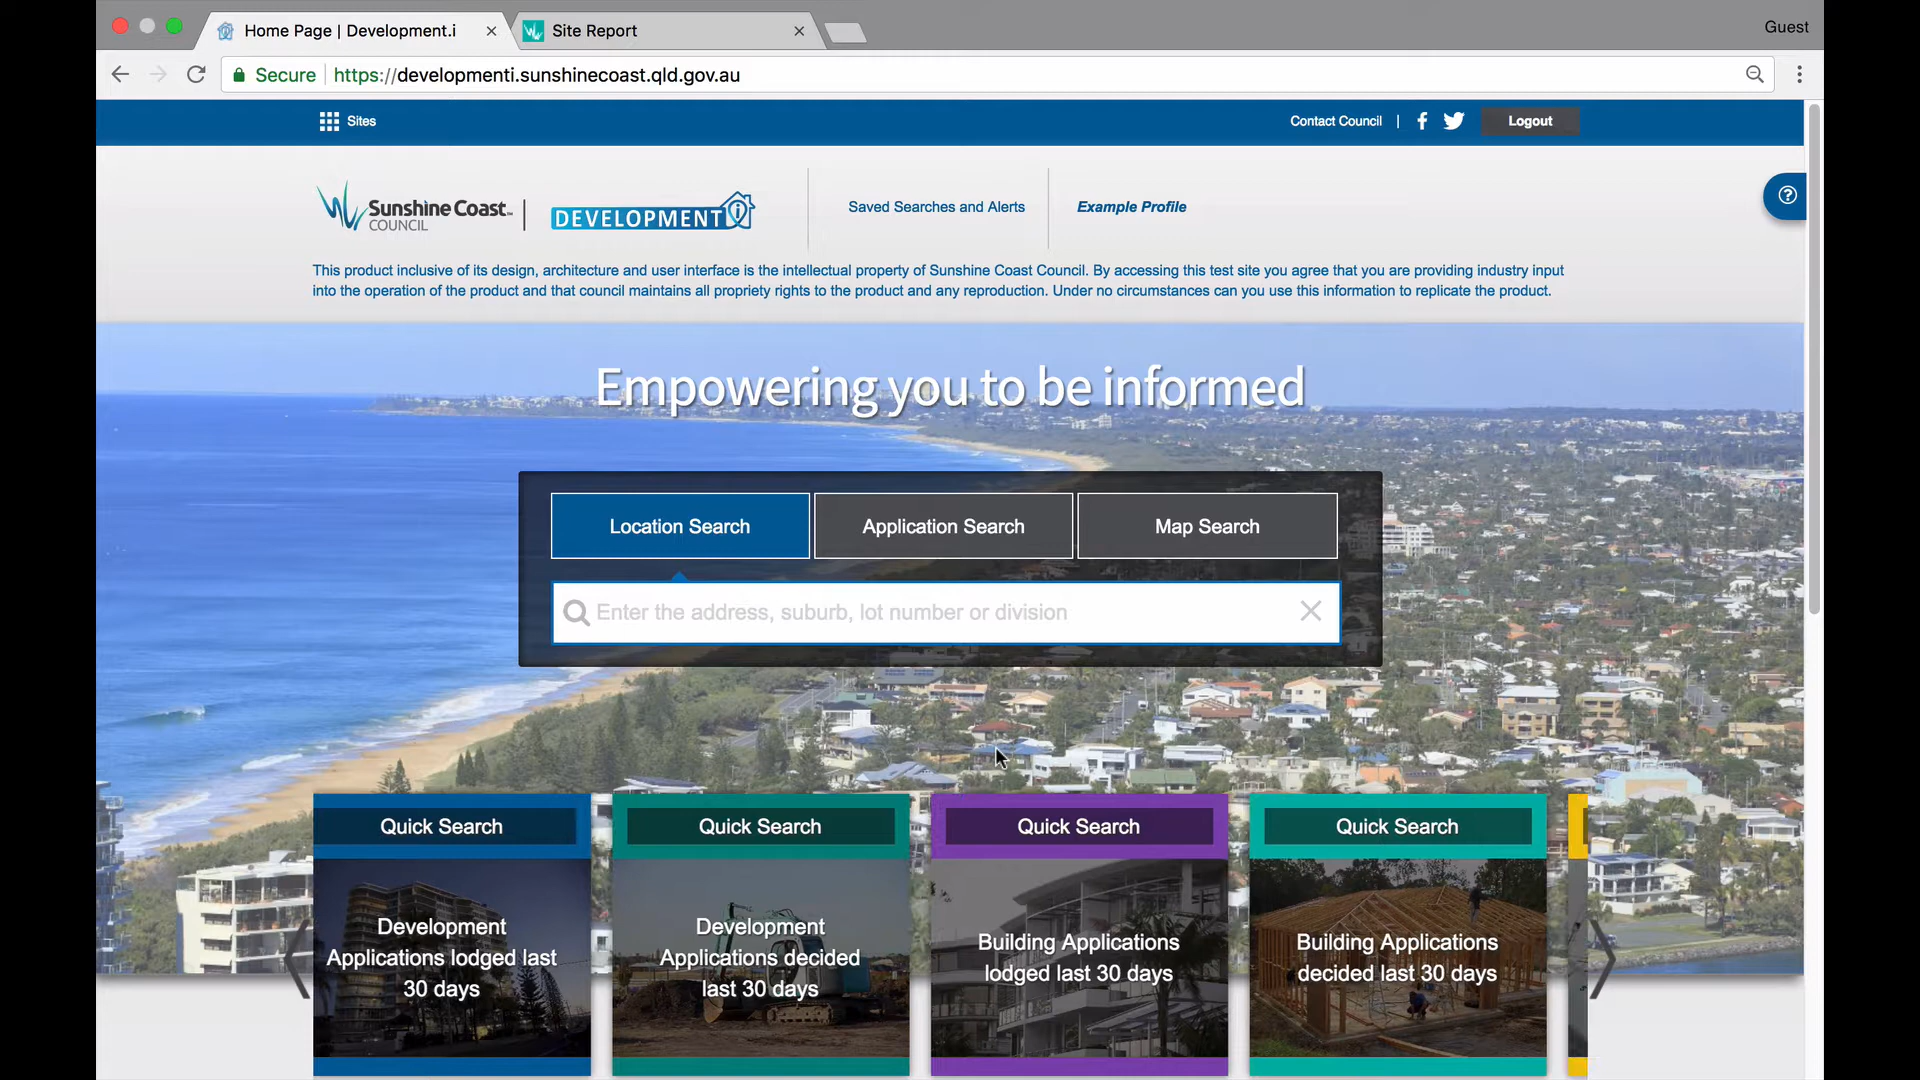 Home Page | Development.i
Site Report
Guest
Secure
https://developmenti.sunshinecoast.qld.gov.au
Sites
Contact Council
|
Logout
Sunshine Coast™
COUNCIL
DEVELOPMENT i
Saved Searches and Alerts
Example Profile
This product inclusive of its design, architecture and user interface is the intellectual property of Sunshine Coast Council. By accessing this test site you agree that you are providing industry input
into the operation of the product and that council maintains all propriety rights to the product and any reproduction. Under no circumstances can you use this information to replicate the product.
Empowering you to be informed
Location Search
Application Search
Map Search
Enter the address, suburb, lot number or division
Quick Search
Quick Search
Quick Search
Quick Search
Development
Applications lodged last
30 days
Development
Applications decided
last 30 days
Building Applications
lodged last 30 days
Building Applications
decided last 30 days